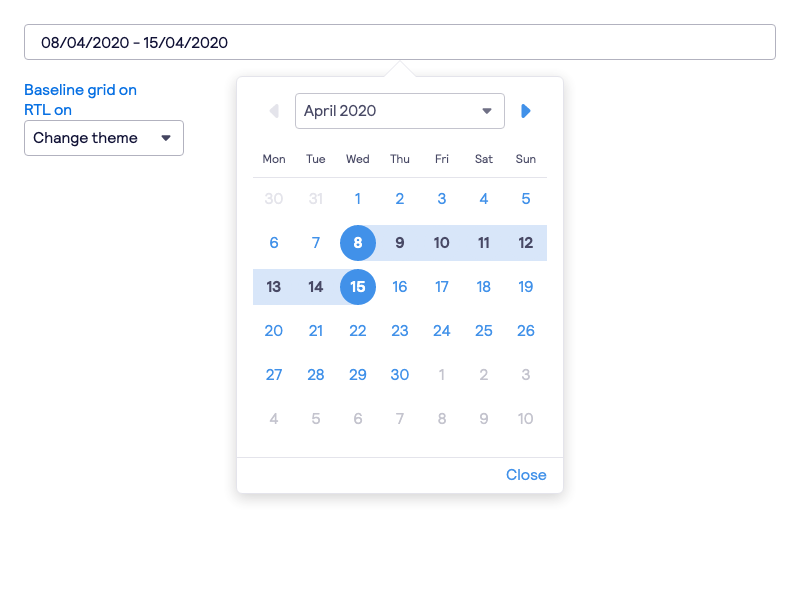 08/04/2020 - 15/04/2020
Baseline grid on
RTL on
Change theme
April 2020
Mon Tue Wed Thu Fri Sat Sun
30 31 1 2 3 4 5
6 7 8 9 10 11 12
13 14 15 16 17 18 19
20 21 22 23 24 25 26
27 28 29 30 1 2 3
4 5 6 7 8 9 10
Close